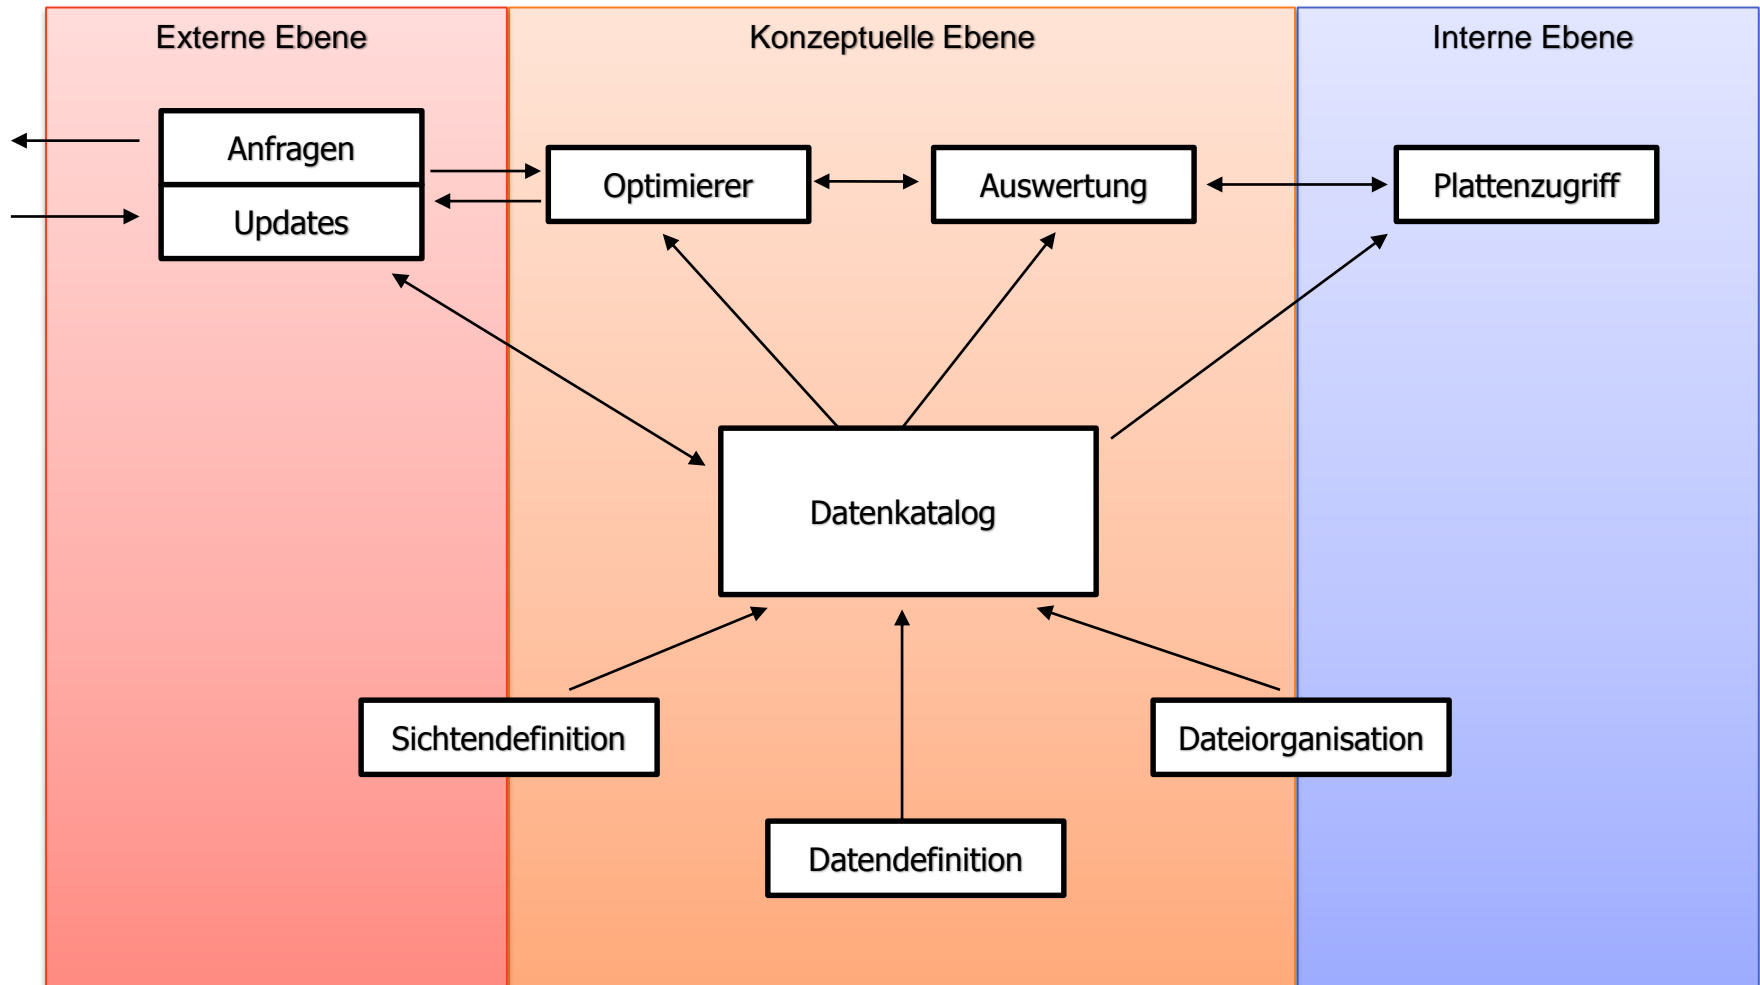 Externe Ebene
Konzeptuelle Ebene
Interne Ebene
Anfragen
Updates
Optimierer
Auswertung
Plattenzugriff
Datenkatalog
Sichtendefinition
Dateiorganisation
Datendefinition